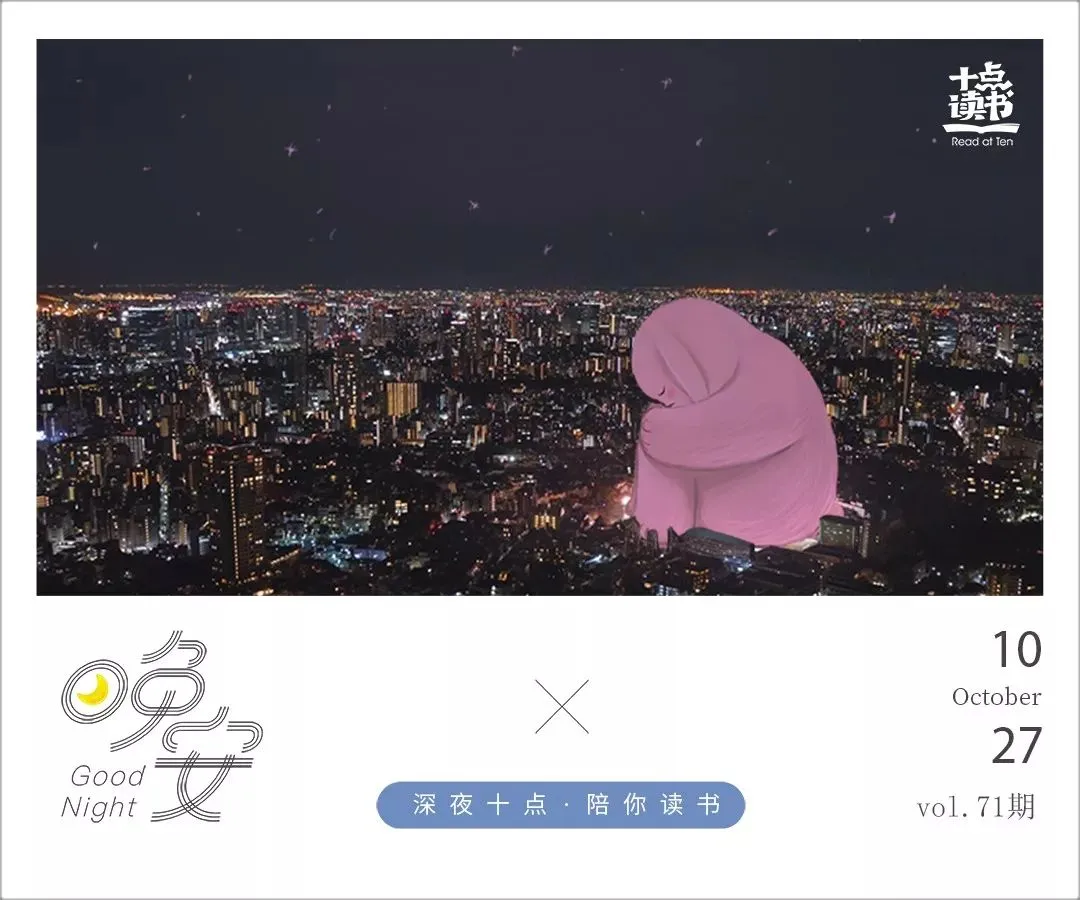 十点
读书
Read at Ten
晚安
Good
Night
深夜十点·陪你读书
10
October
27
vol. 71期